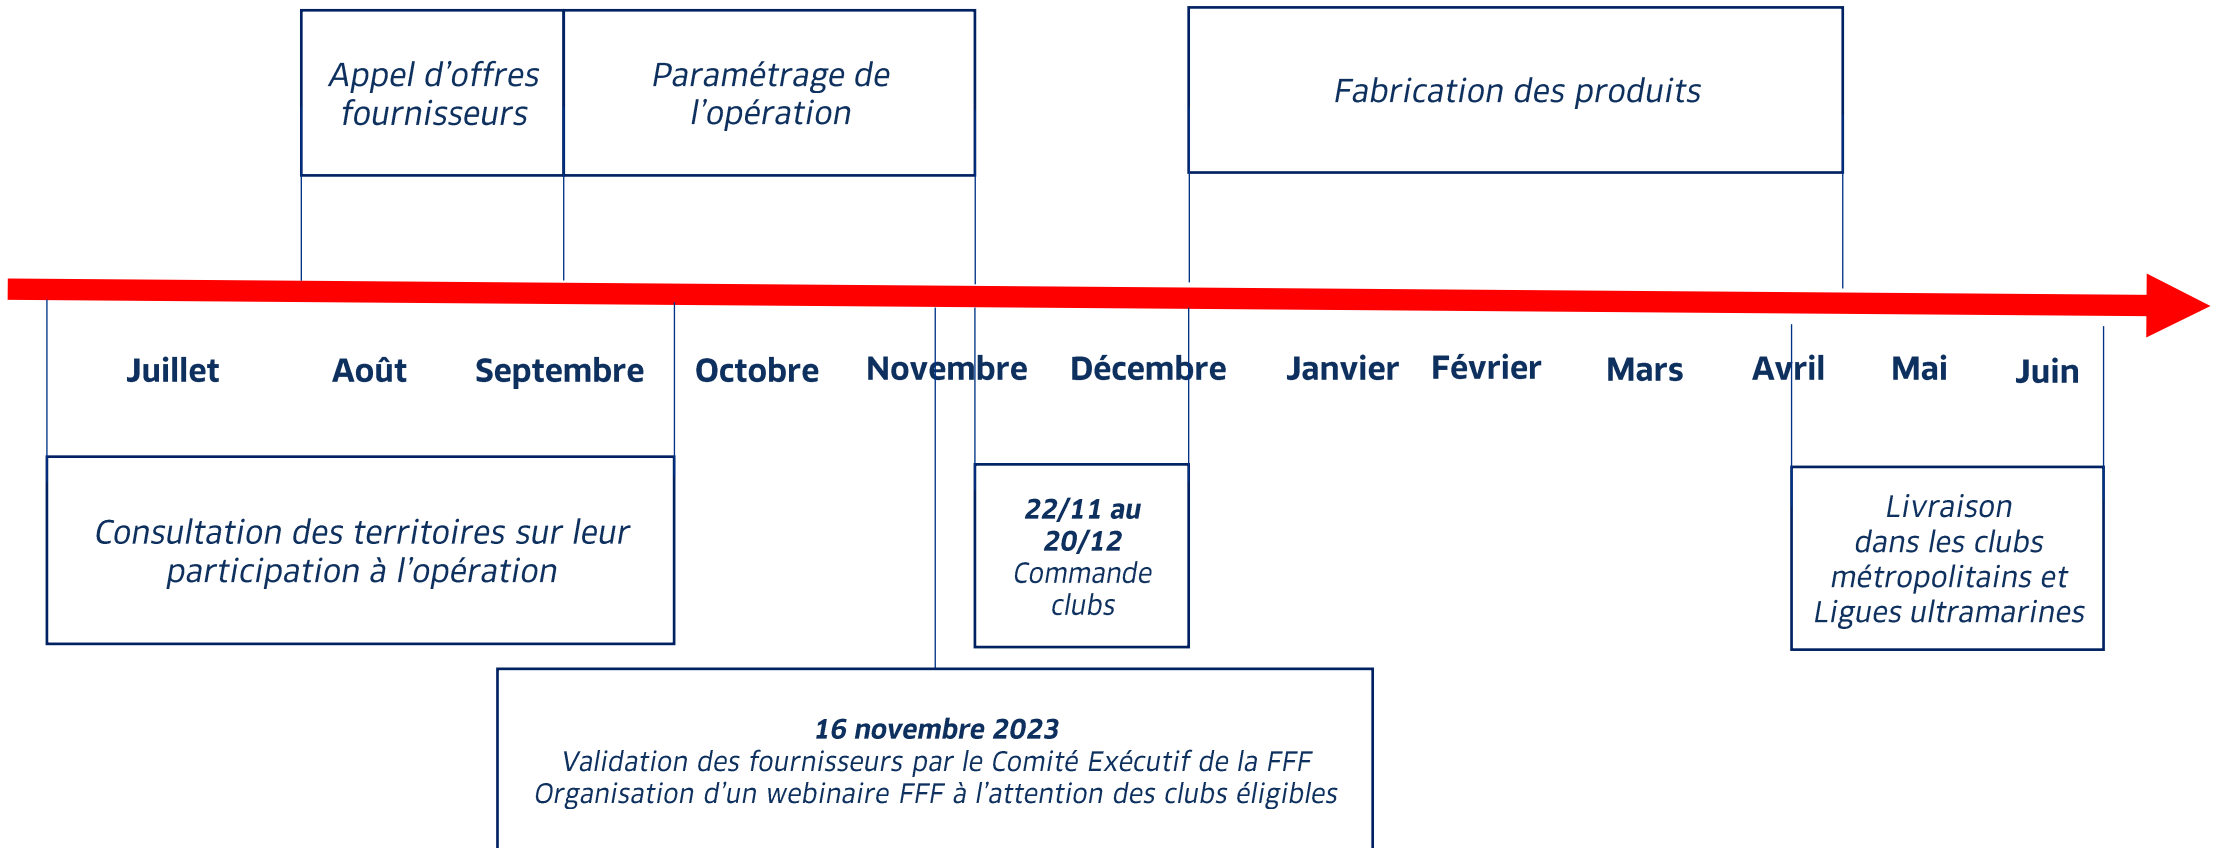 Appel d’offres
fournisseurs
Paramétrage de
l’opération
Fabrication des produits
Juillet
Août
Septembre
Octobre
Novembre
Décembre
Janvier
Février
Mars
Avril
Mai
Juin
Consultation des territoires sur leur
participation à l’opération
22/11 au
20/12
Commande
clubs
Livraison
dans les clubs
métropolitains et
Ligues ultramarines
16 novembre 2023
Validation des fournisseurs par le Comité Exécutif de la FFF
Organisation d’un webinaire FFF à l’attention des clubs éligibles